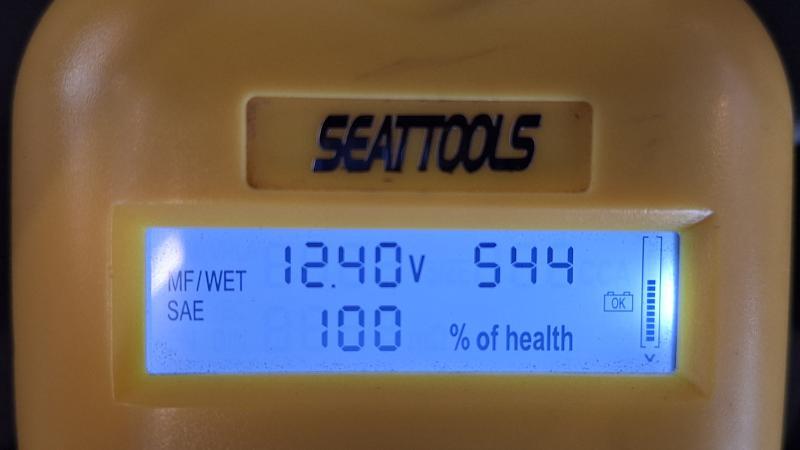 SEATTOOLS
MF/WET 12.40V 544
SAE 100 % of health
OK